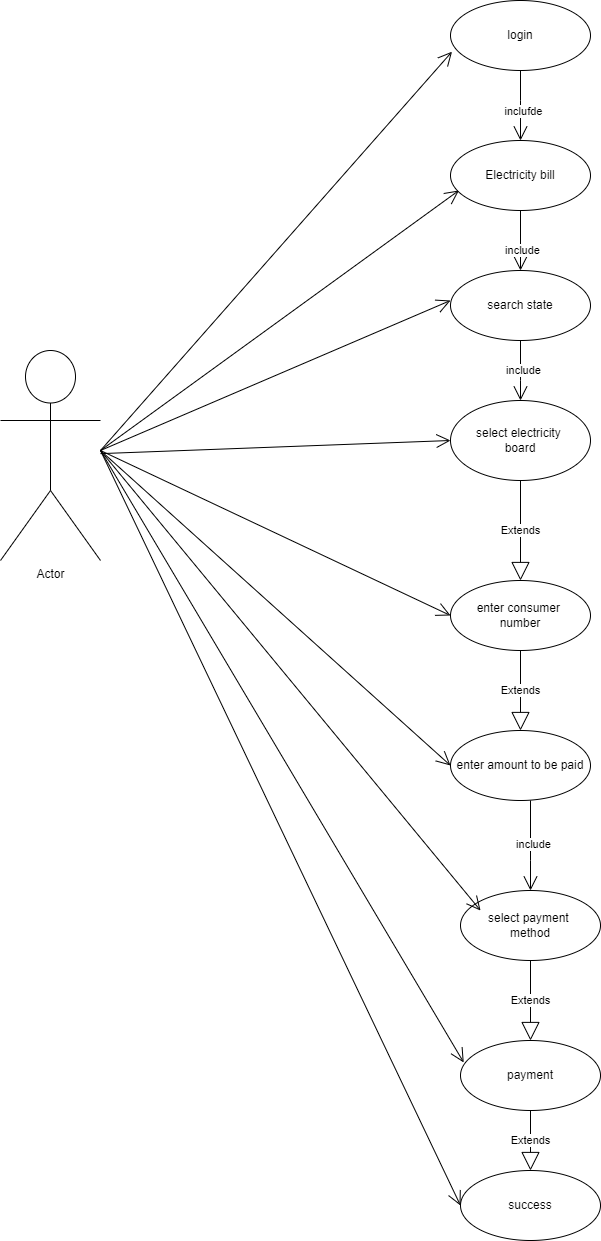 login
inclufde
Electricity bill
include
search state
include
select electricity
board
Extends
enter consumer
number
Extends
enter amount to be paid
include
select payment
method
Extends
payment
Extends
success
Actor